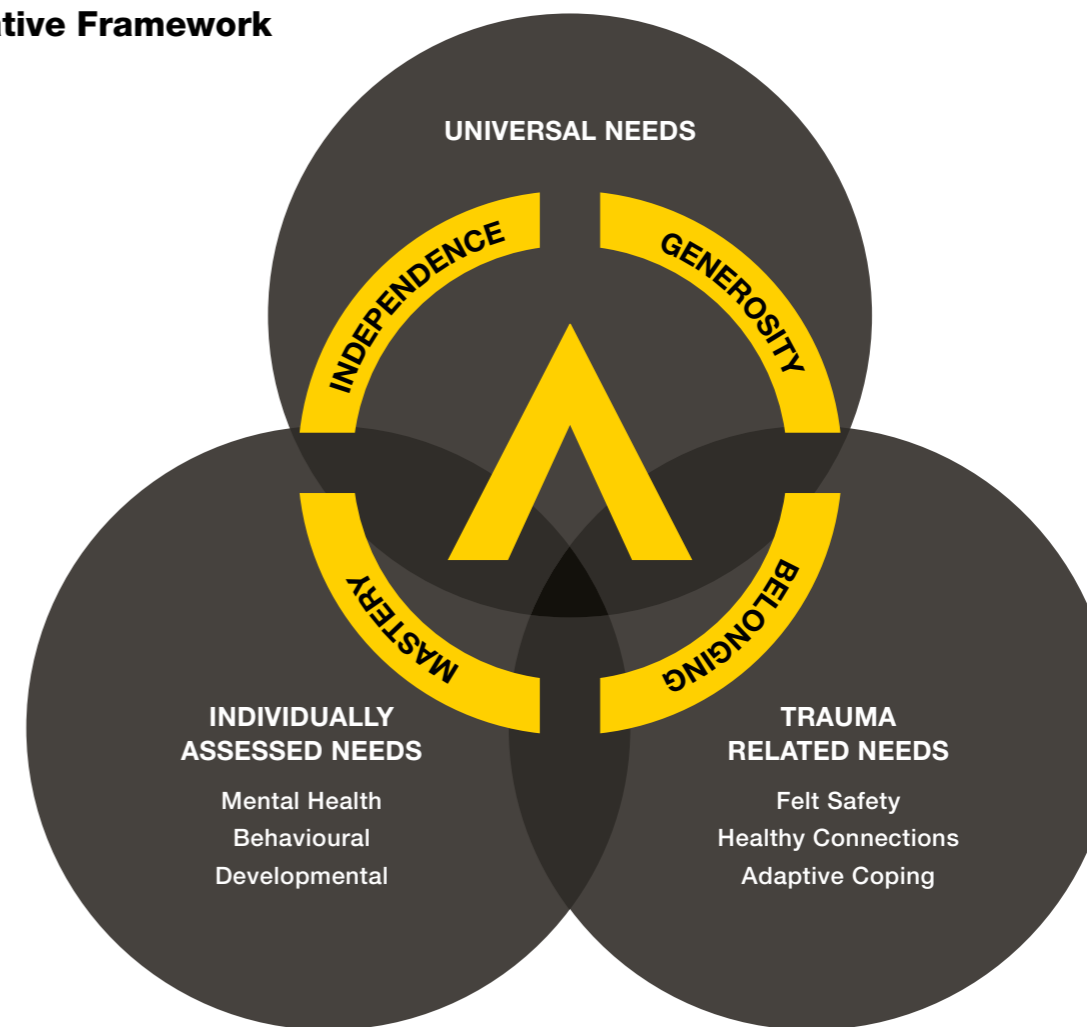 ative Framework
UNIVERSAL NEEDS
INDEPENDENCE
GENEROSITY
MASTERY
BELONGING
INDIVIDUALLY
ASSESSED NEEDS
Mental Health
Behavioural
Developmental
TRAUMA
RELATED NEEDS
Felt Safety
Healthy Connections
Adaptive Coping